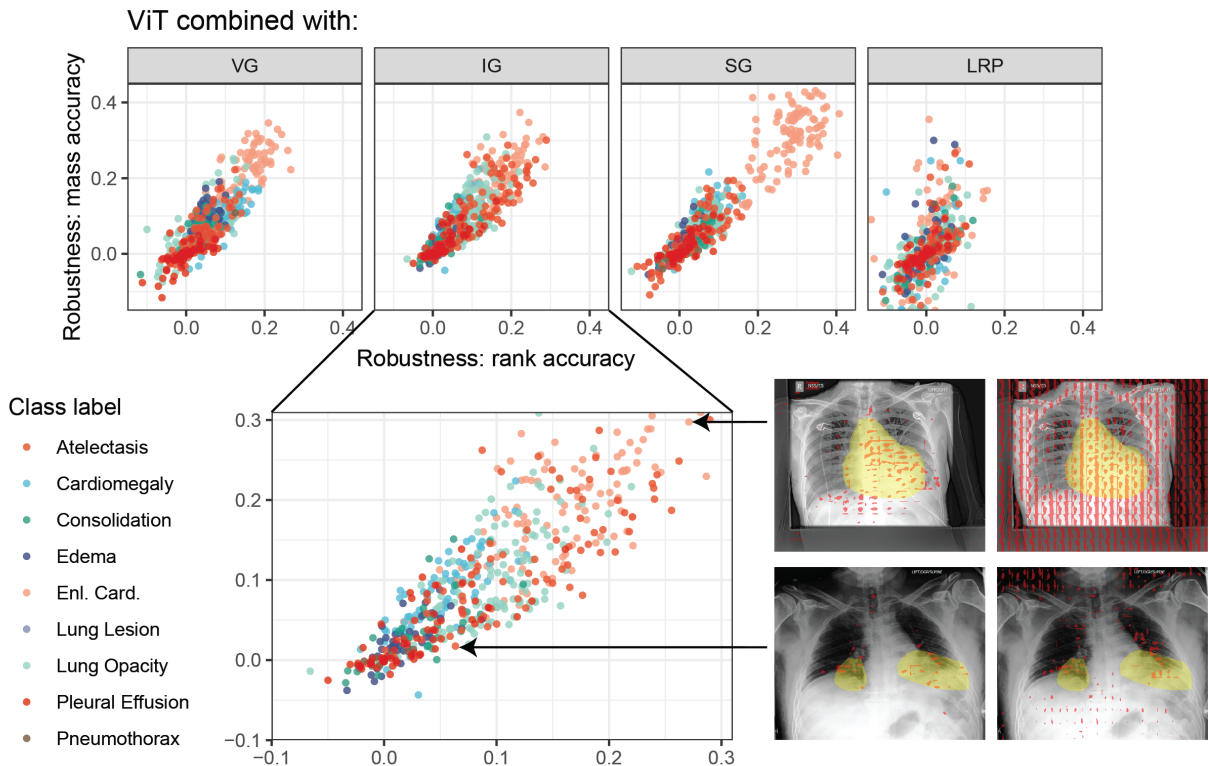 ViT combined with:
VG
IG
SG
LRP
Robustness: mass accuracy
0.4
0.2
0.0
0.0
0.2
0.4
0.0
0.2
0.4
0.0
0.2
0.4
0.0
0.2
0.4
Robustness: rank accuracy
Class label
Atelectasis
Cardiomegaly
Consolidation
Edema
Enl. Card.
Lung Lesion
Lung Opacity
Pleural Effusion
Pneumothorax
0.3
0.2
0.1
0.0
−0.1
−0.1
0.0
0.1
0.2
0.3
R
R